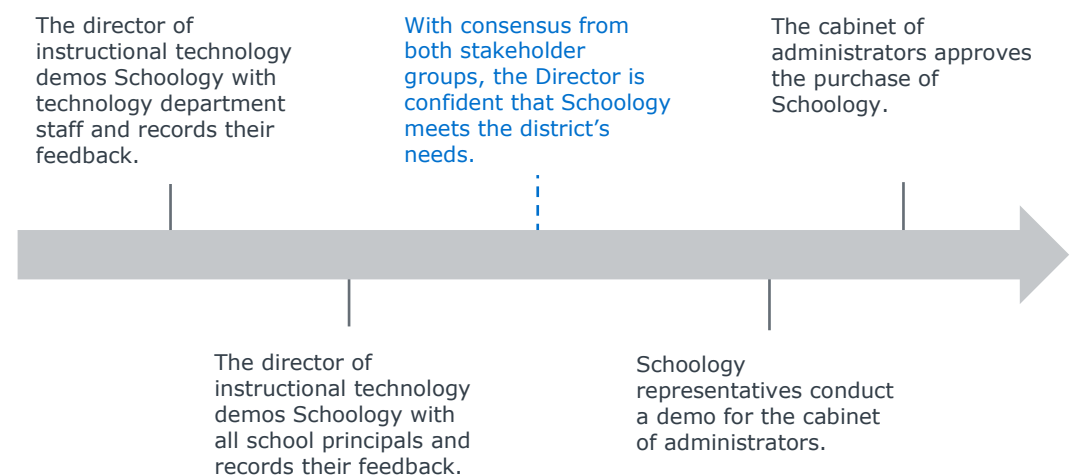 The director of
instructional technology
demos Schoology with
technology department
staff and records their
feedback.
With consensus from
both stakeholder
groups, the Director is
confident that Schoology
meets the district’s
needs.
The cabinet of
administrators approves
the purchase of
Schoology.
The director of
instructional technology
demos Schoology with
all school principals and
records their feedback.
Schoology
representatives conduct
a demo for the cabinet
of administrators.